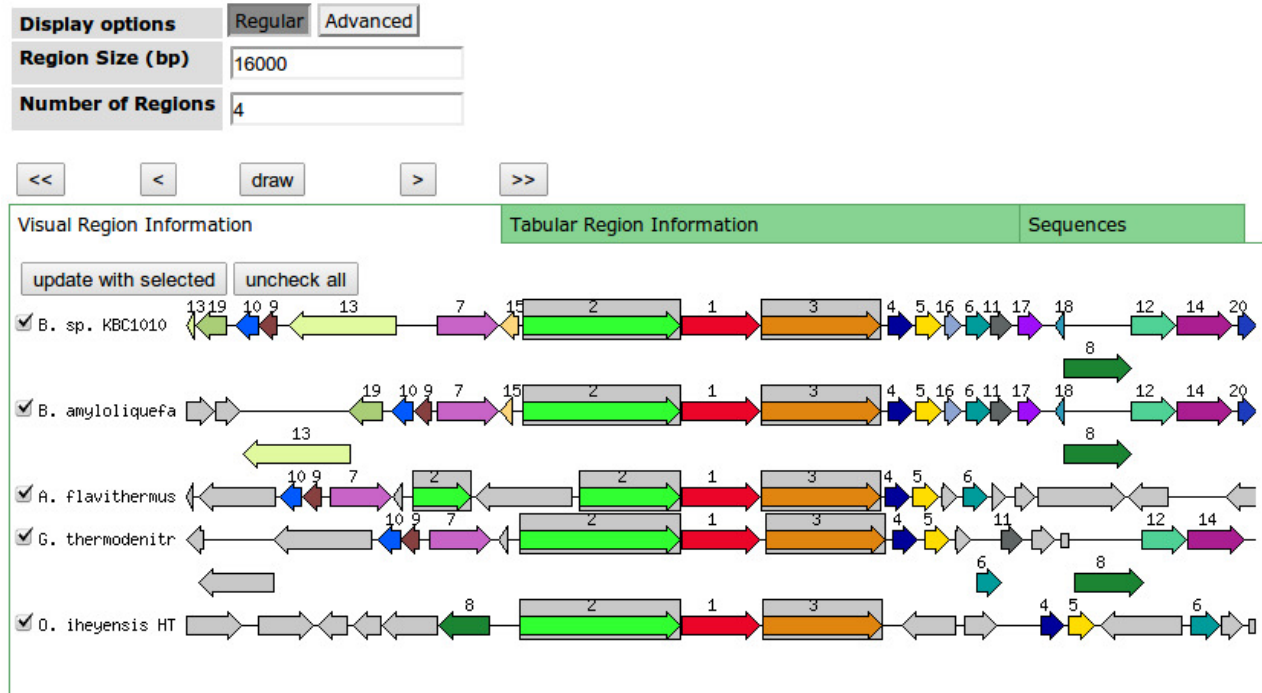 Display options Regular Advanced
Region Size (bp) 16000
Number of Regions 4
<< < draw > >>
Visual Region Information Tabular Region Information Sequences
update with selected uncheck all
13 19 10 9 13 7 15 2 1 3 4 5 16 6 11 17 18 12 14 20
B. sp. KBC1010
8
19 10 9 7 15 2 1 3 4 5 16 6 11 17 18 12 14 20
B. amyloliquefa
13 8
10 9 7 2 2 1 3 4 5 6
A. flavithermus
10 9 7 2 1 3 4 5 11 12 14
G. thermodenitr
6 8
8 2 1 3 4 5 6
O. iheyensis HT